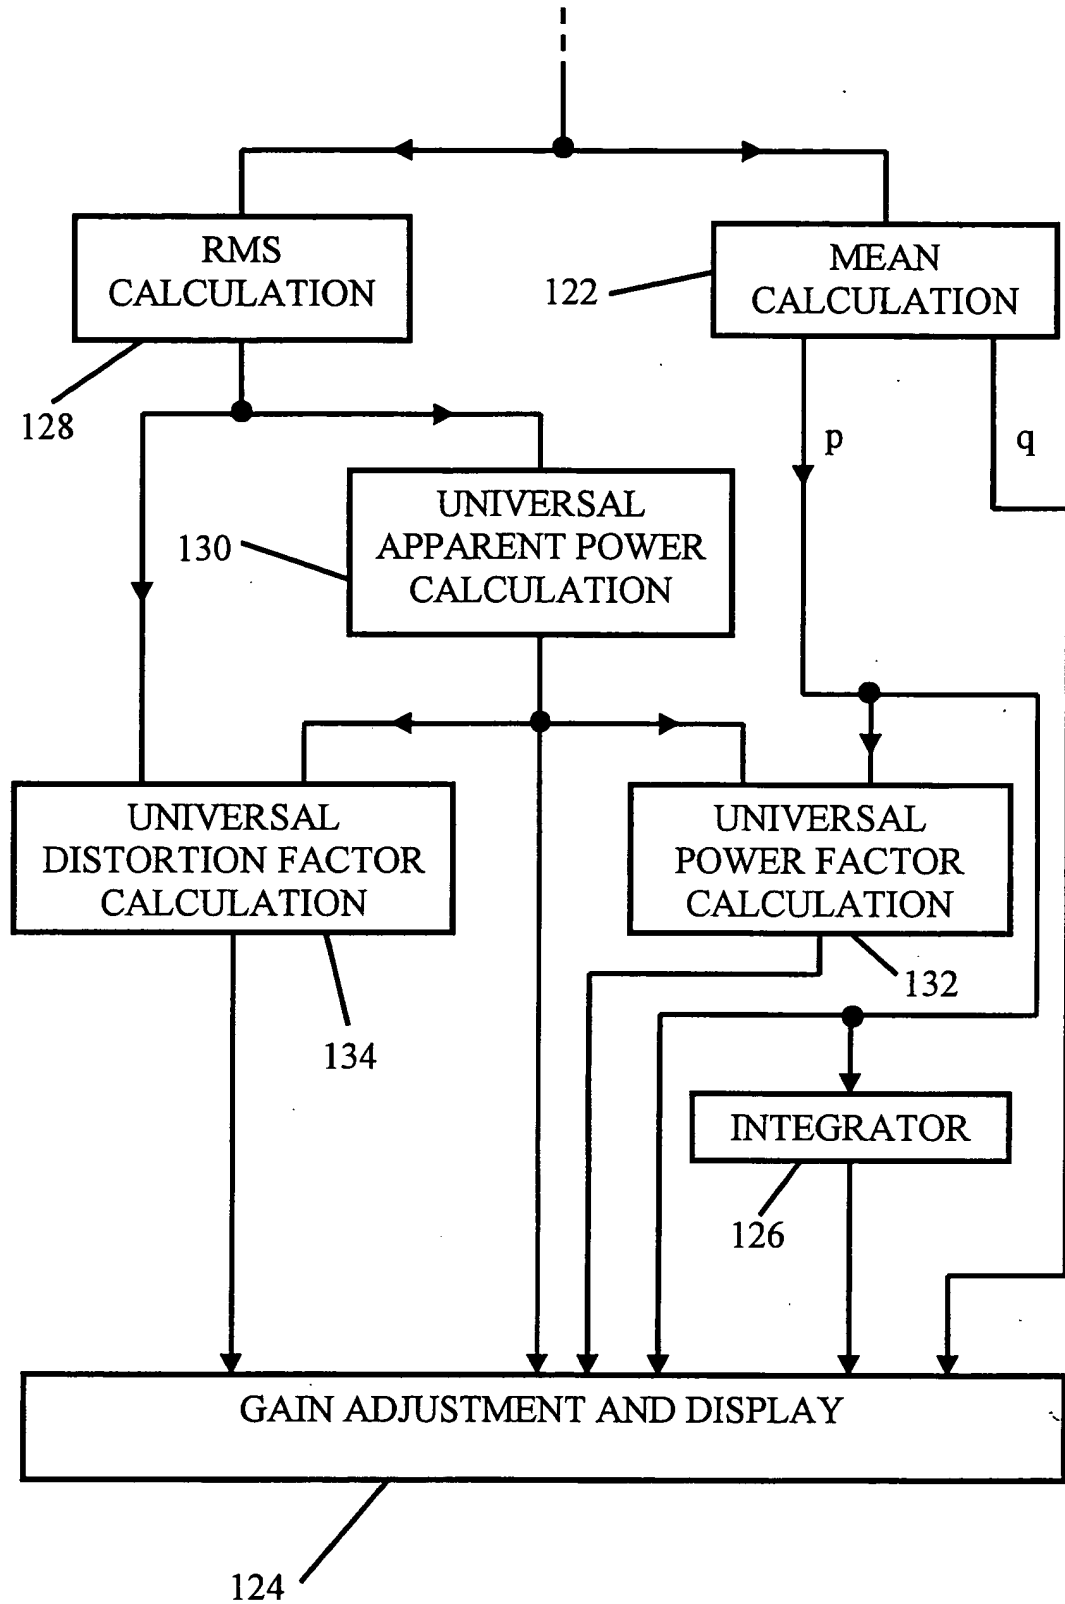 RMS
CALCULATION
MEAN
CALCULATION
122
128
p
q
UNIVERSAL
APPARENT POWER
CALCULATION
130
UNIVERSAL
DISTORTION FACTOR
CALCULATION
UNIVERSAL
POWER FACTOR
CALCULATION
132
134
INTEGRATOR
126
GAIN ADJUSTMENT AND DISPLAY
124